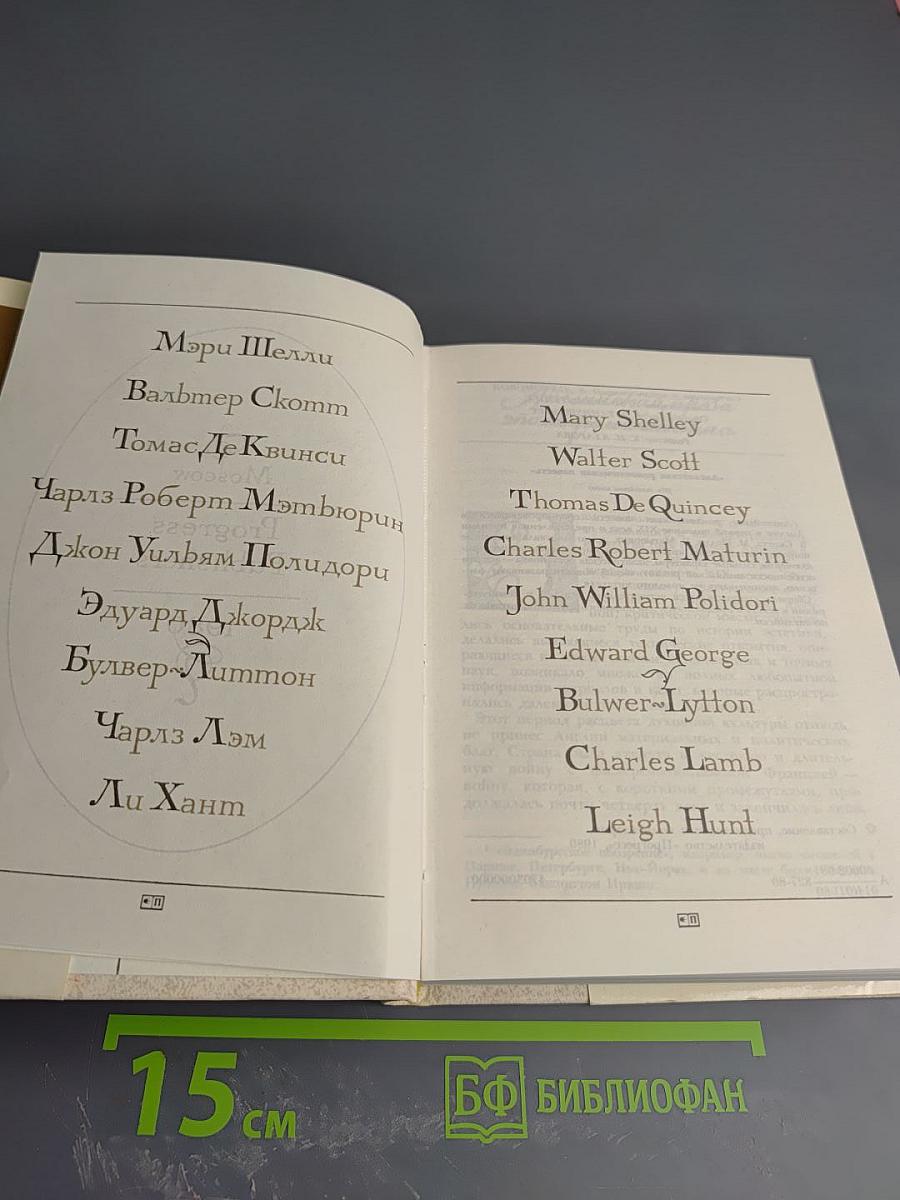 Мэри Шелли
Вальтер Скотт
Томас Де Квинси
Чарлз Роберт Мэтьюрин
Джон Уильям Полидори
Эдуард Джордж
Булвер~Литтон
Чарлз Лэм
Ли Хант
Mary Shelley
Walter Scott
Thomas De Quincey
Charles Robert Maturin
John William Polidori
Edward George
Bulwer~Lytton
Charles Lamb
Leigh Hunt
15 см
БФ БИБЛИОФАН